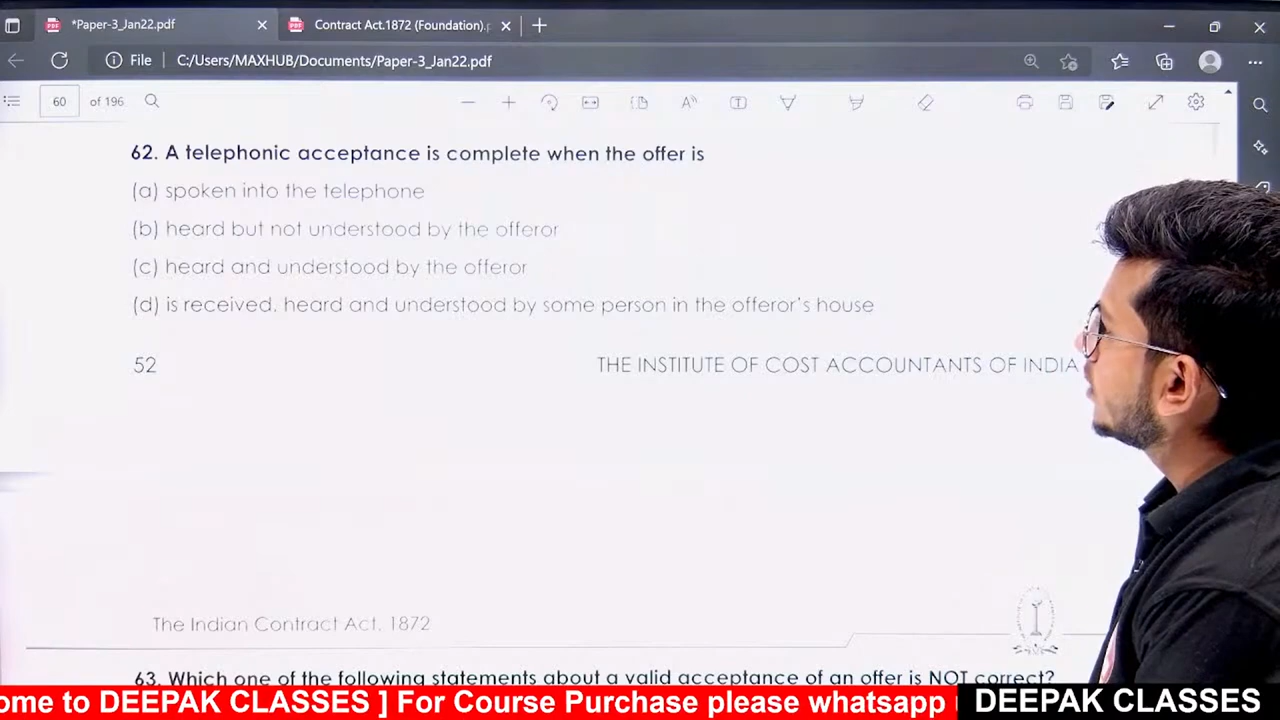 *Paper-3_Jan22.pdf
Contract Act.1872 (Foundation).p
File C:/Users/MAXHUB/Documents/Paper-3_Jan22.pdf
60 of 196
62. A telephonic acceptance is complete when the offer is
(a) spoken into the telephone
(b) heard but not understood by the offeror
(c) heard and understood by the offeror
(d) is received. heard and understood by some person in the offeror's house
52 THE INSTITUTE OF COST ACCOUNTANTS OF INDIA
The Indian Contract Act. 1872
63. Which one of the following statements about a valid acceptance of an offer is NOT correct?
ome to DEEPAK CLASSES ] For Course Purchase please whatsapp DEEPAK CLASSES